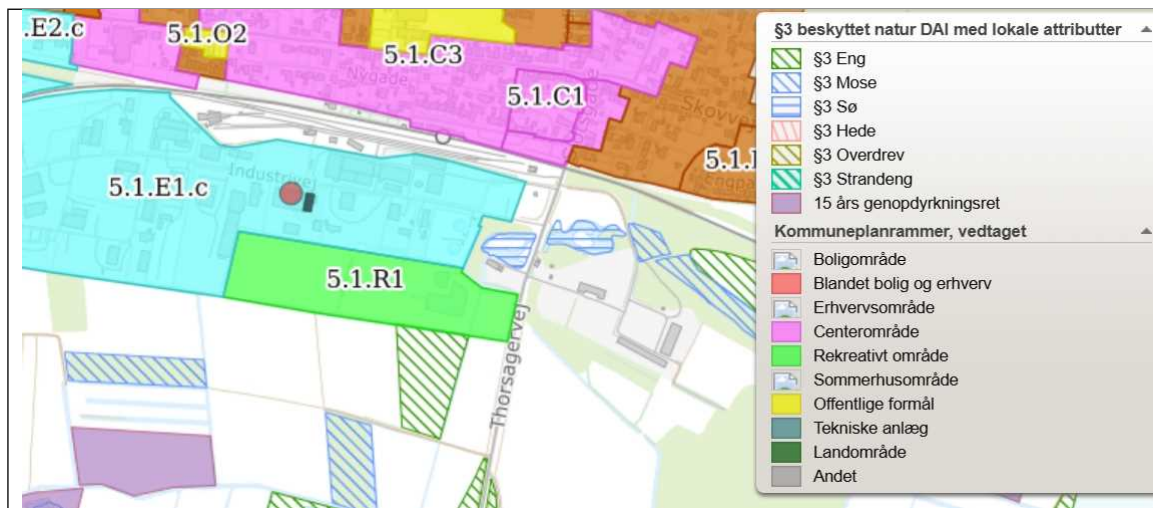 .E2.c
5.1.O2
5.1.C3
Nygade
5.1.C1
5.1.E1.c
Industrivej
5.1.R1
Thorsagervej
§3 beskyttet natur DAI med lokale attributter
§3 Eng
§3 Mose
§3 Sø
§3 Hede
§3 Overdrev
§3 Strandeng
15 års genopdyrkningsret
Kommuneplanrammer, vedtaget
Boligområde
Blandet bolig og erhverv
Erhvervsområde
Centerområde
Rekreativt område
Sommerhusområde
Offentlige formål
Tekniske anlæg
Landområde
Andet